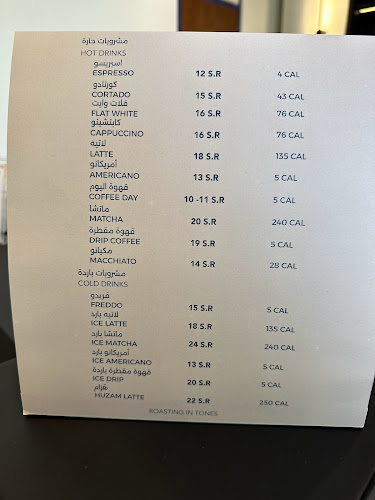 مشروبات حارة
HOT DRINKS
اسبريسو
ESPRESSO 12 S.R 4 CAL
كورتادو
CORTADO 15 S.R 43 CAL
فلات وايت
FLAT WHITE 16 S.R 76 CAL
كابتشينو
CAPPUCCINO 16 S.R 76 CAL
لاتيه
LATTE 18 S.R 135 CAL
أمريكانو
AMERICANO 13 S.R 5 CAL
قهوة اليوم
COFFEE DAY 10 -11 S.R 5 CAL
ماتشا
MATCHA 20 S.R 240 CAL
قهوة مقطرة
DRIP COFFEE 19 S.R 5 CAL
مكيانو
MACCHIATO 14 S.R 28 CAL
مشروبات باردة
COLD DRINKS
فريدو
FREDDO 15 S.R 5 CAL
لاتيه بارد
ICE LATTE 18 S.R 135 CAL
ماتشا بارد
ICE MATCHA 24 S.R 240 CAL
أمريكانو بارد
ICE AMERICANO 13 S.R 5 CAL
قهوة مقطرة باردة
ICE DRIP 20 S.R 5 CAL
هُزام
HUZAM LATTE 22 S.R 250 CAL
ROASTING IN TONES